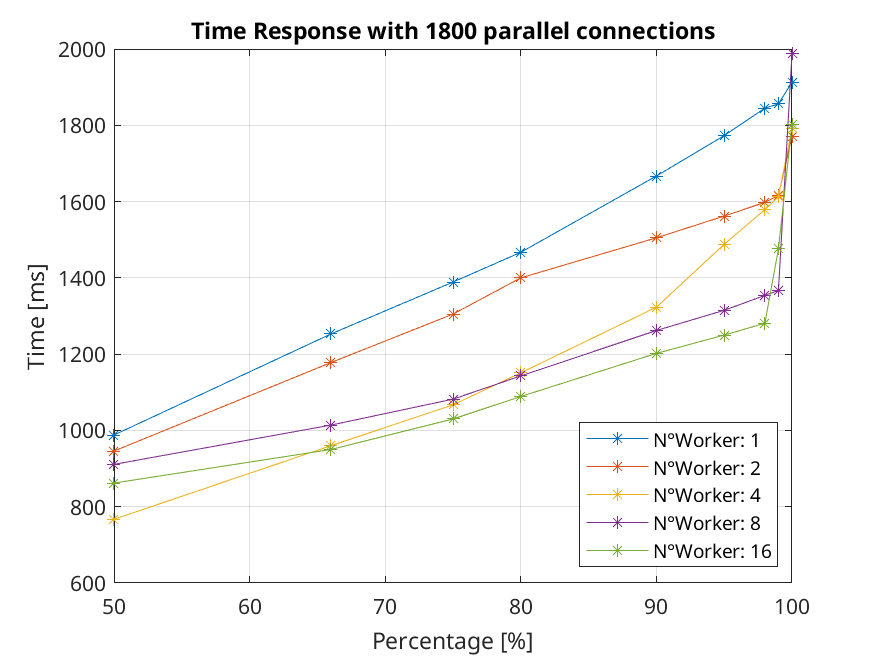 Time Response with 1800 parallel connections
2000
1800
1600
1400
1200
1000
800
600
Time [ms]
50 60 70 80 90 100
Percentage [%]
N°Worker: 1
N°Worker: 2
N°Worker: 4
N°Worker: 8
N°Worker: 16